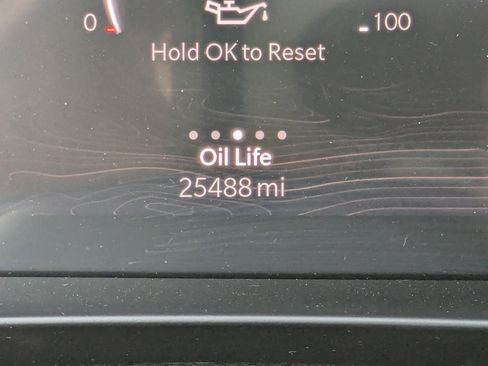 0 100
Hold OK to Reset
Oil Life
25488 mi